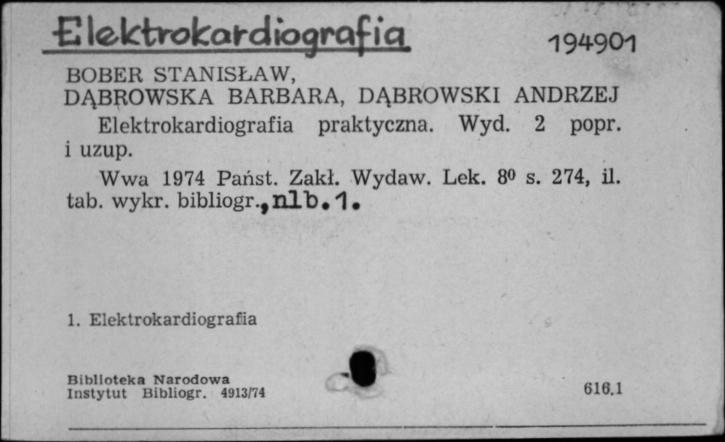 Elektrokardiografia
194901
BOBER STANISŁAW,
DĄBROWSKA BARBARA, DĄBROWSKI ANDRZEJ
Elektrokardiografia praktyczna. Wyd. 2 popr.
i uzup.
Wwa 1974 Państ. Zakł. Wydaw. Lek. 8⁰ s. 274, il.
tab. wykr. bibliogr., nlb. 1.
1. Elektrokardiografia
Biblioteka Narodowa
Instytut Bibliogr. 4913/74
616.1